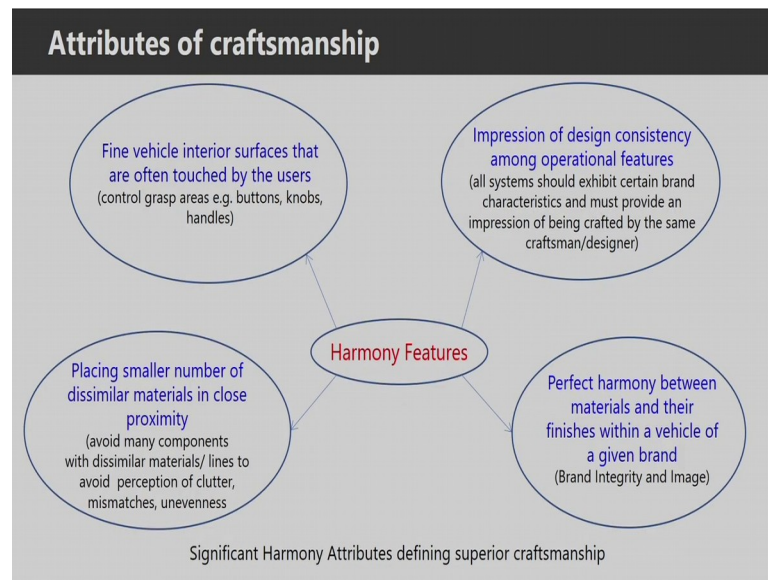 Attributes of craftsmanship
Fine vehicle interior surfaces that
are often touched by the users
(control grasp areas e.g. buttons, knobs,
handles)
Impression of design consistency
among operational features
(all systems should exhibit certain brand
characteristics and must provide an
impression of being crafted by the same
craftsman/designer)
Harmony Features
Placing smaller number of
dissimilar materials in close
proximity
(avoid many components
with dissimilar materials/ lines to
avoid perception of clutter,
mismatches, unevenness
Perfect harmony between
materials and their
finishes within a vehicle of
a given brand
(Brand Integrity and Image)
Significant Harmony Attributes defining superior craftsmanship